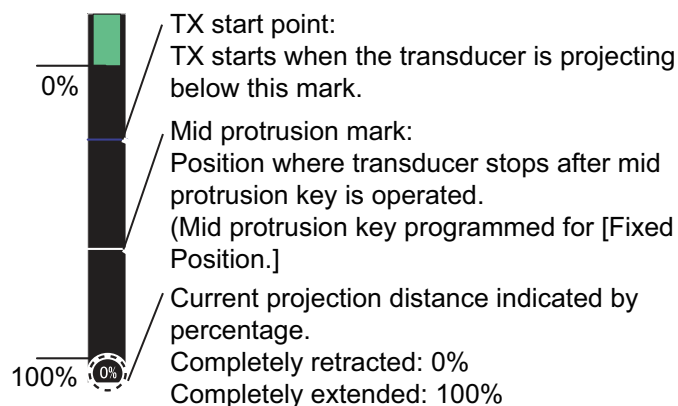 TX start point:
TX starts when the transducer is projecting
below this mark.
0%
Mid protrusion mark:
Position where transducer stops after mid
protrusion key is operated.
(Mid protrusion key programmed for [Fixed
Position.]
Current projection distance indicated by
percentage.
Completely retracted: 0%
Completely extended: 100%
100%
0%